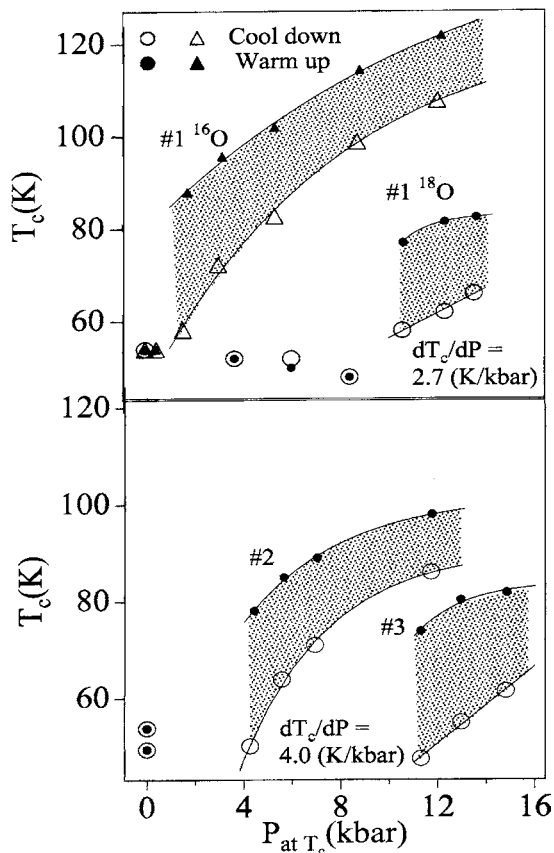 120
100
80
60
T_c(K)
○ △ Cool down
● ▲ Warm up
#1 ¹⁶O
#1 ¹⁸O
dT_c/dP =
2.7 (K/kbar)
120
100
80
60
T_c(K)
#2
#3
dT_c/dP =
4.0 (K/kbar)
0 4 8 12 16
P_at T_c (kbar)